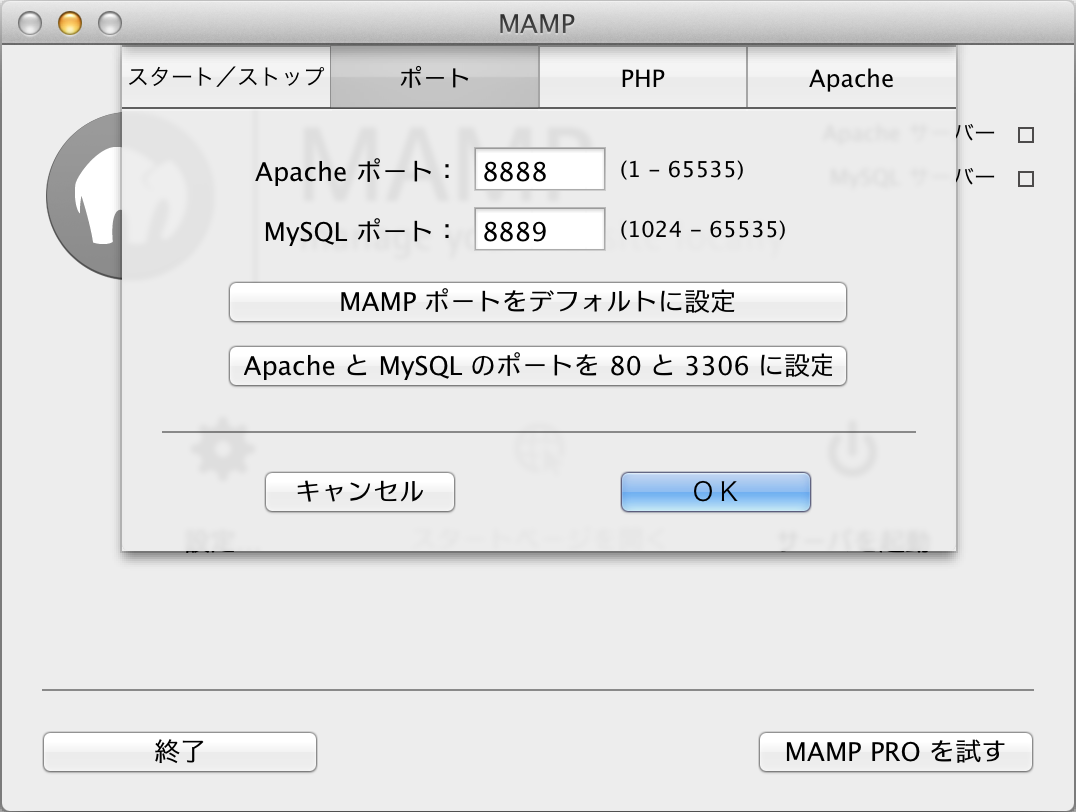 MAMP
スタート／ストップ
ポート
PHP
Apache
MAMP
Apache サーバー
MySQL サーバー
Apache ポート： 8888 (1 – 65535)
MySQL ポート： 8889 (1024 – 65535)
MAMP ポートをデフォルトに設定
Apache と MySQL のポートを 80 と 3306 に設定
キャンセル
ＯＫ
設定...
スタートページを開く
サーバを起動
終了
MAMP PRO を試す